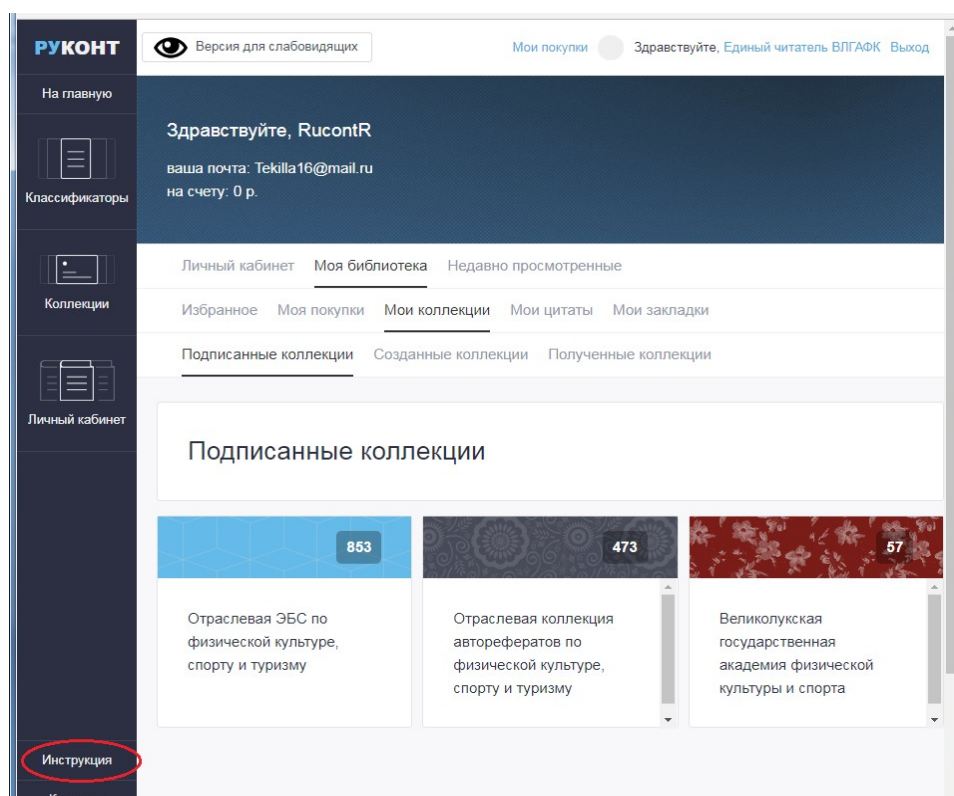 РУКОНТ
Версия для слабовидящих
Мои покупки
Здравствуйте, Единый читатель ВЛГАФК Выход
На главную
Классификаторы
Коллекции
Личный кабинет
Здравствуйте, RucontR
ваша почта: Tekilla16@mail.ru
на счету: 0 р.
Личный кабинет Моя библиотека Недавно просмотренные
Избранное Моя покупки Мои коллекции Мои цитаты Мои закладки
Подписанные коллекции Созданные коллекции Полученные коллекции
Подписанные коллекции
853
Отраслевая ЭБС по
физической культуре,
спорту и туризму
473
Отраслевая коллекция
авторефератов по
физической культуре,
спорту и туризму
57
Великолукская
государственная
академия физической
культуры и спорта
Инструкция